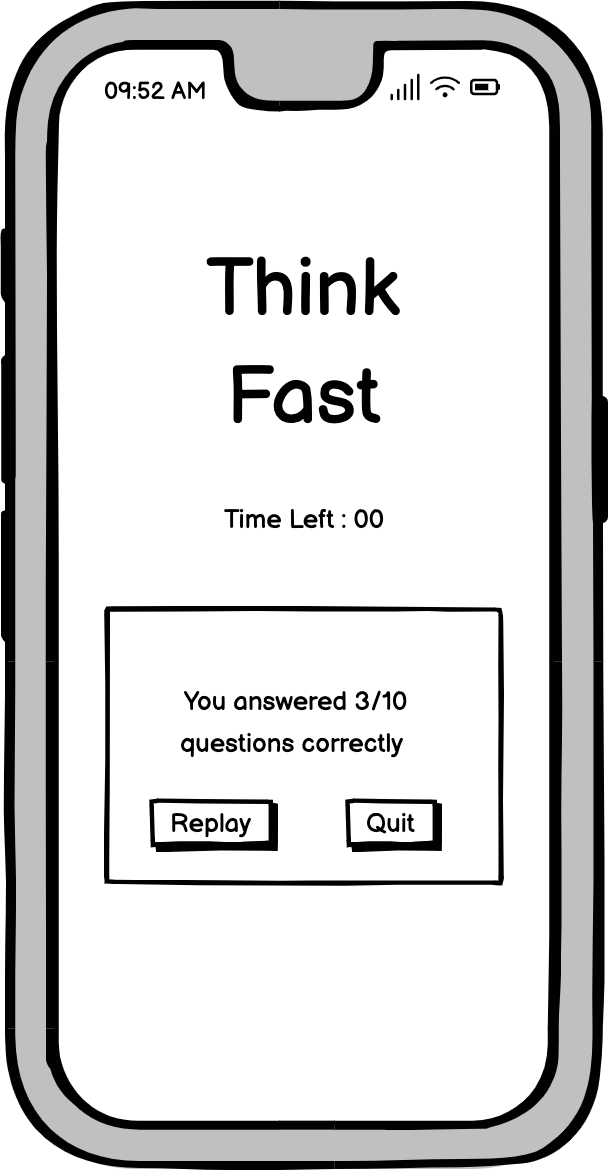 09:52 AM
Think
Fast
Time Left : 00
You answered 3/10
questions correctly
Replay
Quit